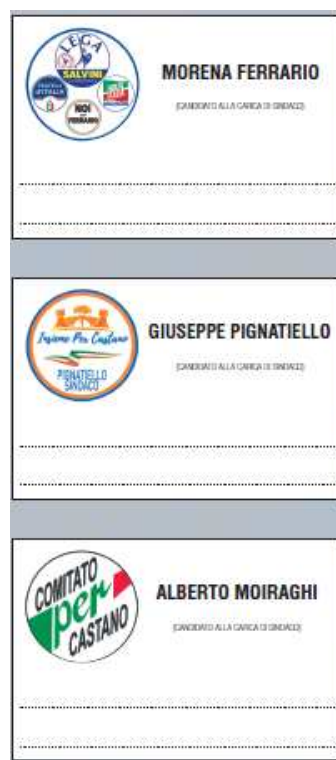 LEGA
SALVINI
FRATELLI
D'ITALIA
NOI
FERRARIO
MORENA FERRARIO
(CANDIDATO ALLA CARICA DI SINDACO)
Insieme Per Castano
PIGNATIELLO
SINDACO
GIUSEPPE PIGNATIELLO
(CANDIDATO ALLA CARICA DI SINDACO)
COMITATO
per
CASTANO
ALBERTO MOIRAGHI
(CANDIDATO ALLA CARICA DI SINDACO)